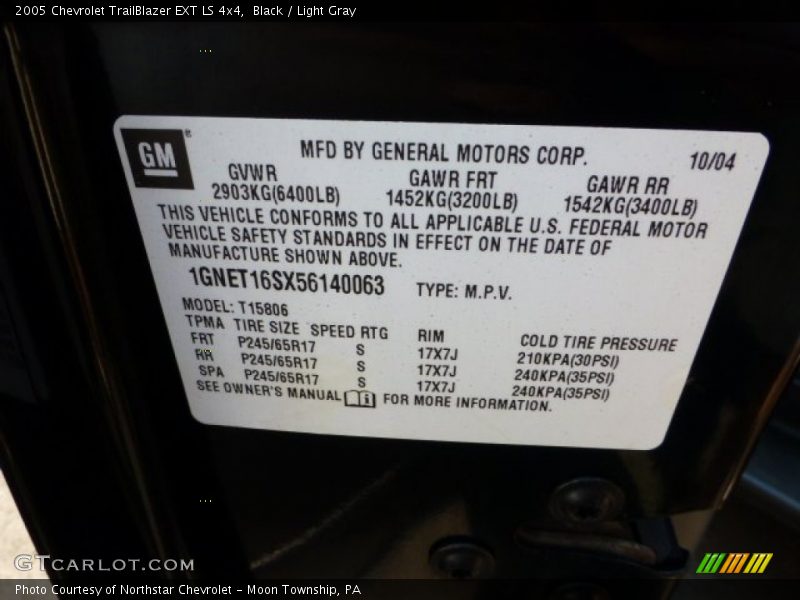 2005 Chevrolet TrailBlazer EXT LS 4x4, Black / Light Gray
GM ®
MFD BY GENERAL MOTORS CORP. 10/04
GVWR GAWR FRT GAWR RR
2903KG(6400LB) 1452KG(3200LB) 1542KG(3400LB)
THIS VEHICLE CONFORMS TO ALL APPLICABLE U.S. FEDERAL MOTOR
VEHICLE SAFETY STANDARDS IN EFFECT ON THE DATE OF
MANUFACTURE SHOWN ABOVE.
1GNET16SX56140063 TYPE: M.P.V.
MODEL: T15806
TPMA TIRE SIZE SPEED RTG RIM COLD TIRE PRESSURE
FRT P245/65R17 S 17X7J 210KPA(30PSI)
RR P245/65R17 S 17X7J 240KPA(35PSI)
SPA P245/65R17 S 17X7J 240KPA(35PSI)
SEE OWNER'S MANUAL FOR MORE INFORMATION.
GTCARLOT.COM
Photo Courtesy of Northstar Chevrolet - Moon Township, PA